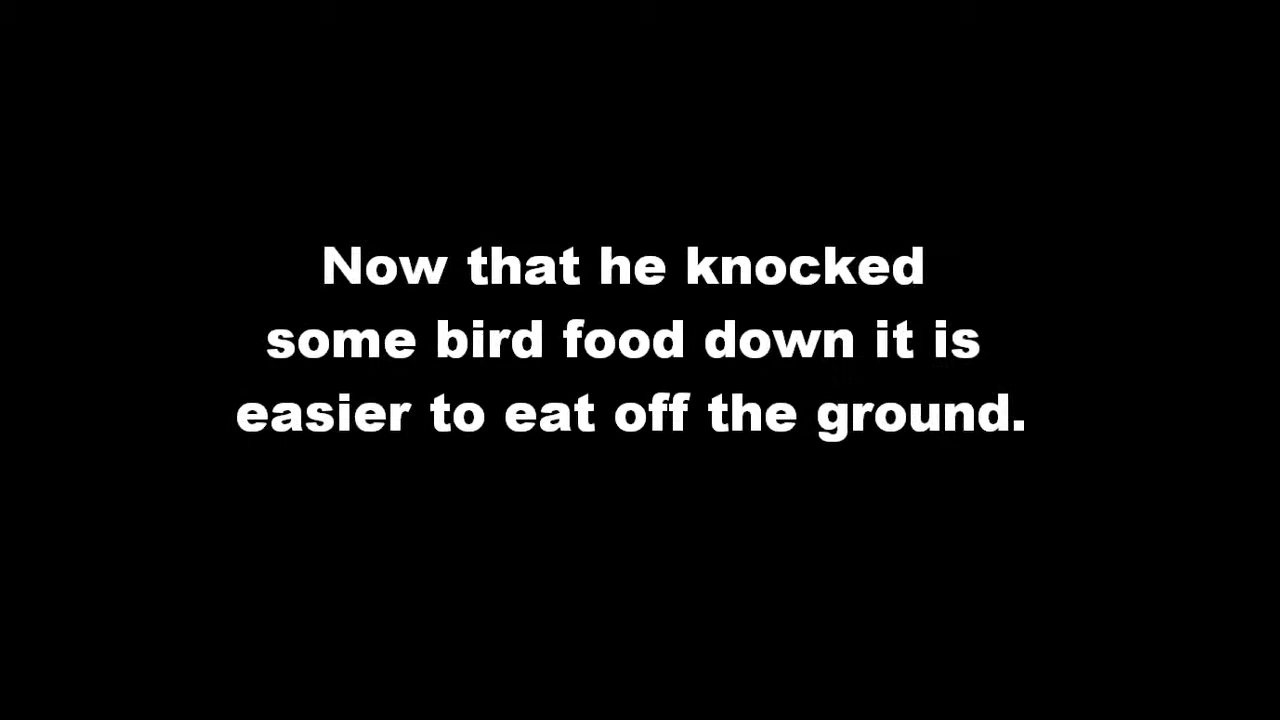 Now that he knocked
some bird food down it is
easier to eat off the ground.